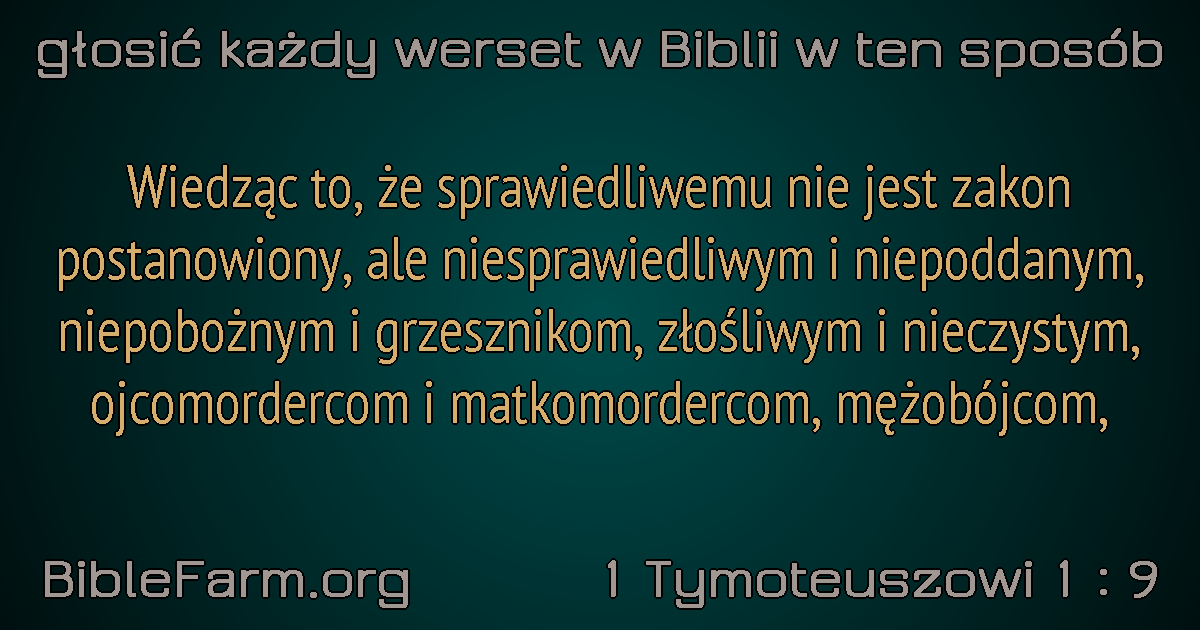 głosić każdy werset w Biblii w ten sposób
Wiedząc to, że sprawiedliwemu nie jest zakon
postanowiony, ale niesprawiedliwym i niepoddanym,
niepobożnym i grzesznikom, złośliwym i nieczystym,
ojcomordercom i matkomordercom, mężobójcom,
BibleFarm.org
1 Tymoteuszowi 1 : 9